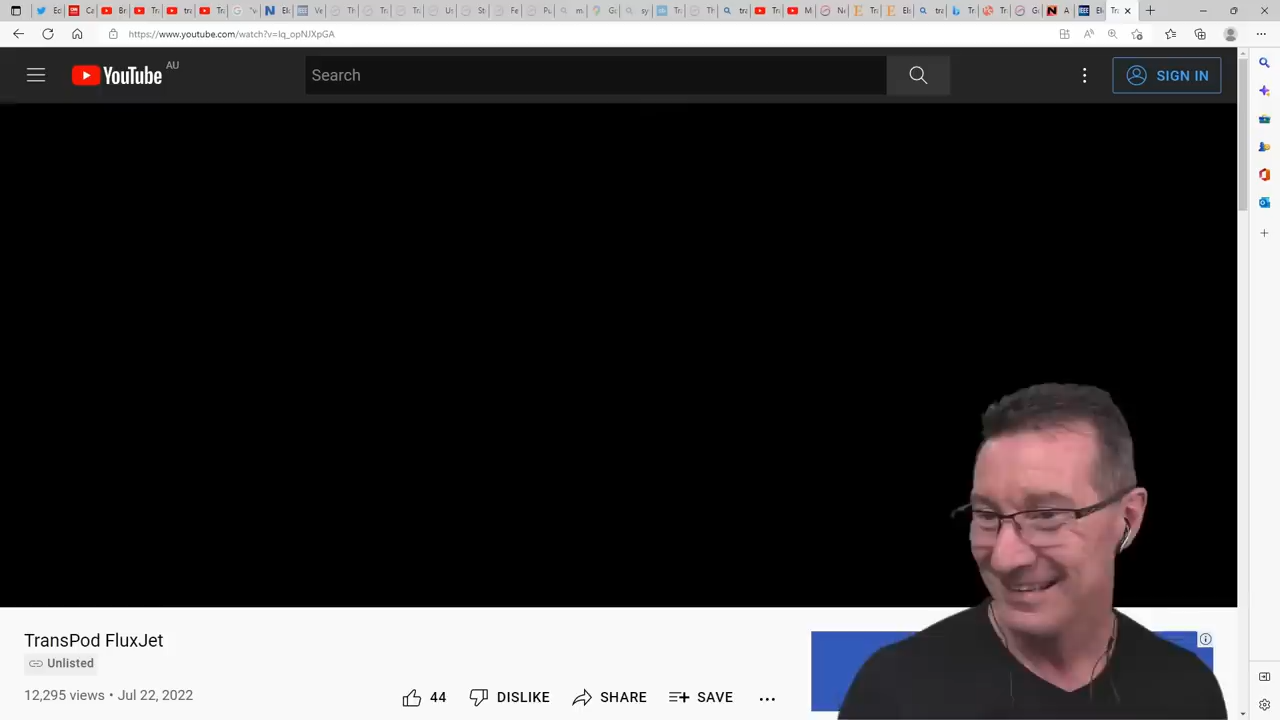 https://www.youtube.com/watch?v=lq_opNJXpGA
YouTube AU
Search
SIGN IN
TransPod FluxJet
Unlisted
12,295 views • Jul 22, 2022
44
DISLIKE
SHARE
SAVE